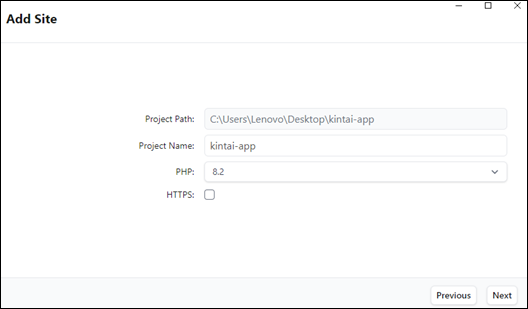 Add Site
Project Path: C:\Users\Lenovo\Desktop\kintai-app
Project Name: kintai-app
PHP: 8.2
HTTPS:
Previous Next